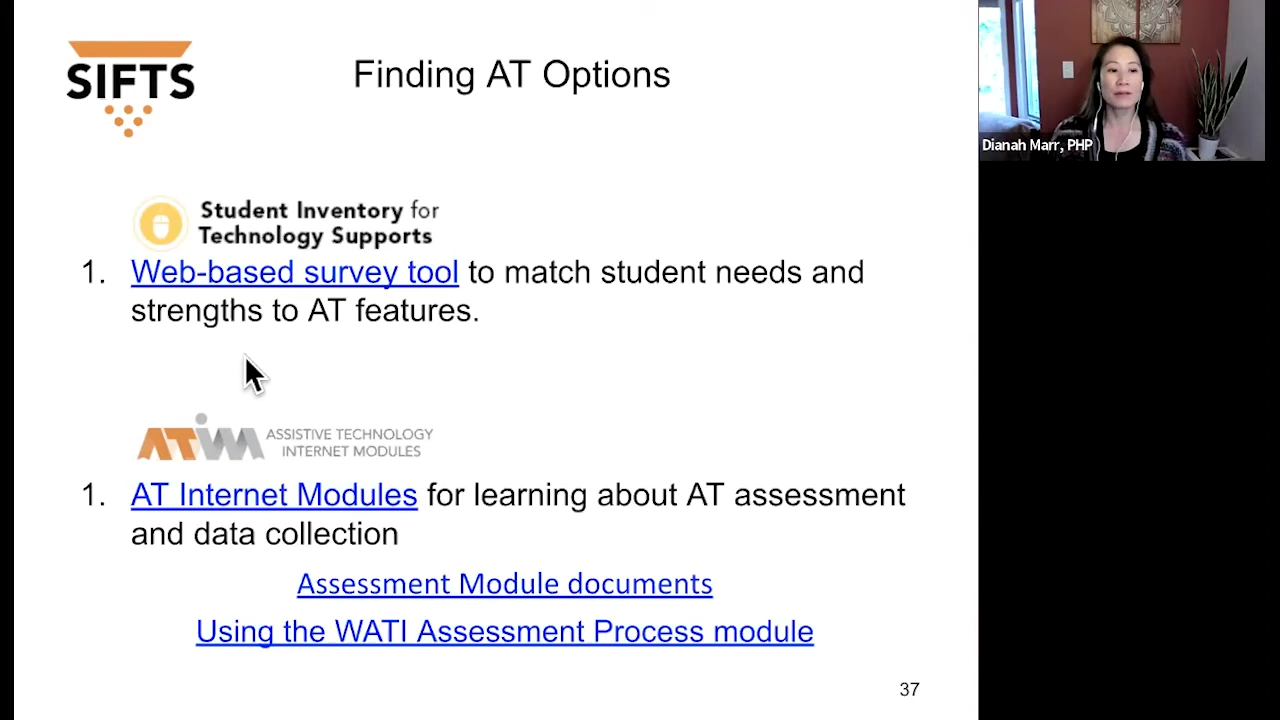 SIFTS
Finding AT Options
Dianah Marr, PHP
Student Inventory for
Technology Supports
1. Web-based survey tool to match student needs and
strengths to AT features.
ATIM ASSISTIVE TECHNOLOGY
INTERNET MODULES
1. AT Internet Modules for learning about AT assessment
and data collection
Assessment Module documents
Using the WATI Assessment Process module
37